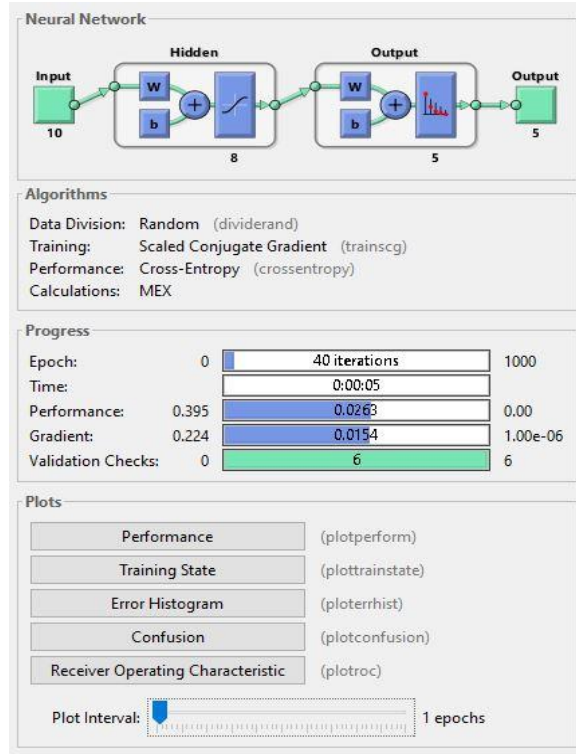 Neural Network
Hidden Output
Input Output
W W
+ +
b b
10 5
8 5
Algorithms
Data Division: Random (dividerand)
Training: Scaled Conjugate Gradient (trainscg)
Performance: Cross-Entropy (crossentropy)
Calculations: MEX
Progress
Epoch: 0 40 iterations 1000
Time: 0:00:05
Performance: 0.395 0.0263 0.00
Gradient: 0.224 0.0154 1.00e-06
Validation Checks: 0 6 6
Plots
Performance (plotperform)
Training State (plottrainstate)
Error Histogram (ploterrhist)
Confusion (plotconfusion)
Receiver Operating Characteristic (plotroc)
Plot Interval: 1 epochs